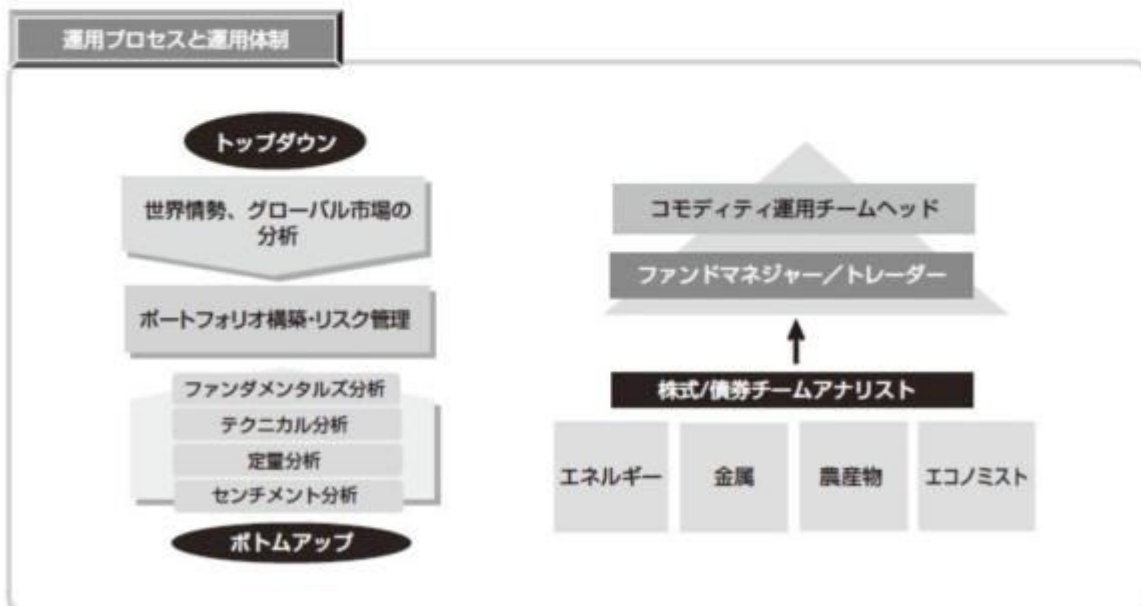 運用プロセスと運用体制
トップダウン
世界情勢、グローバル市場の
分析
ポートフォリオ構築・リスク管理
ファンダメンタルズ分析
テクニカル分析
定量分析
センチメント分析
ボトムアップ
コモディティ運用チームヘッド
ファンドマネジャー／トレーダー
株式/債券チームアナリスト
エネルギー
金属
農産物
エコノミスト